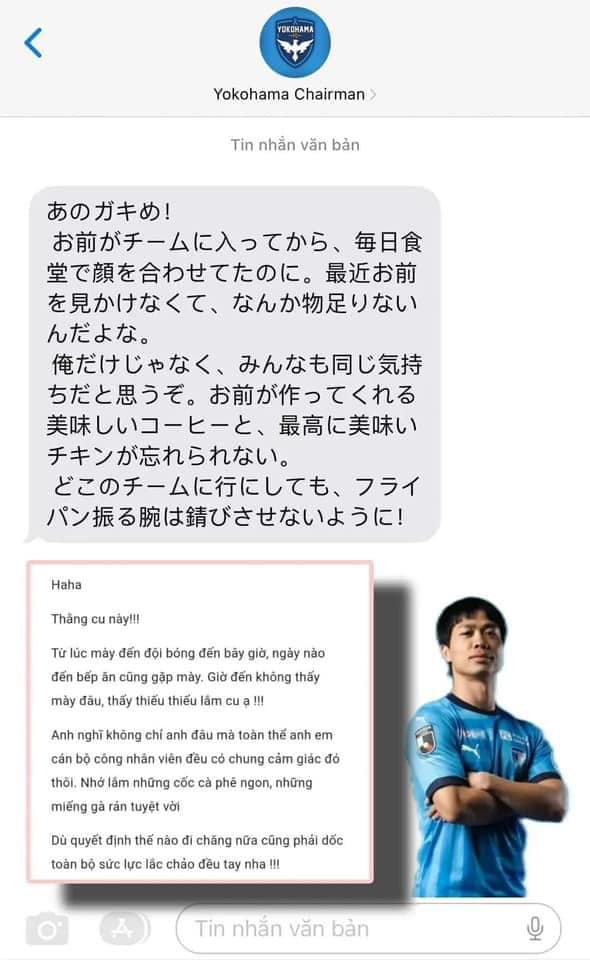 YOKOHAMA
Yokohama Chairman
Tin nhắn văn bản
あのガキめ!
お前がチームに入ってから、毎日食
堂で顔を合わせてたのに。最近お前
を見かけなくて、なんか物足りない
んだよな。
俺だけじゃなく、みんなも同じ気持
ちだと思うぞ。お前が作ってくれる
美味しいコーヒーと、最高に美味い
チキンが忘れられない。
どこのチームに行にしても、フライ
パン振る腕は錆びさせないように!
Haha
Thằng cu này!!!
Từ lúc mày đến đội bóng đến bây giờ, ngày nào
đến bếp ăn cũng gặp mày. Giờ đến không thấy
mày đâu, thấy thiếu thiếu lắm cu ạ !!!
Anh nghĩ không chỉ anh đâu mà toàn thể anh em
cán bộ công nhân viên đều có chung cảm giác đó
thôi. Nhớ lắm những cốc cà phê ngon, những
miếng gà rán tuyệt vời
Dù quyết định thế nào đi chăng nữa cũng phải dốc
toàn bộ sức lực lắc chảo đều tay nha !!!
Tin nhắn văn bản